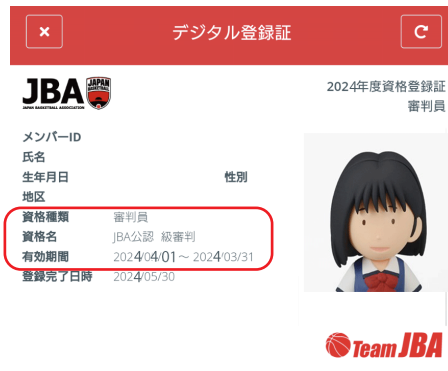 × デジタル登録証
JBA JAPAN BASKETBALL
JAPAN BASKETBALL ASSOCIATION
2024年度資格登録証
審判員
メンバーID
氏名
生年月日 性別
地区
資格種類 審判員
資格名 JBA公認 級審判
有効期間 2024/04/01～2024/03/31
登録完了日時 2024/05/30
Team JBA